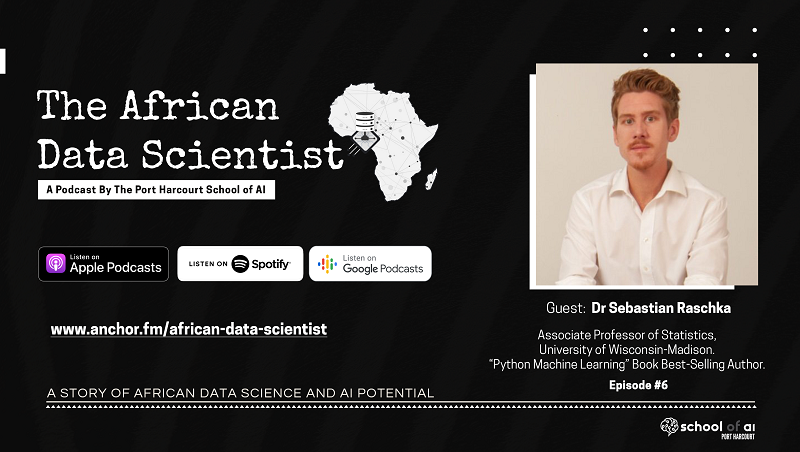 The African
Data Scientist
A Podcast By The Port Harcourt School of AI
Listen on
Apple Podcasts
LISTEN ON
Spotify
Listen on
Google Podcasts
www.anchor.fm/african-data-scientist
Guest: Dr Sebastian Raschka
Associate Professor of Statistics,
University of Wisconsin-Madison.
"Python Machine Learning” Book Best-Selling Author.
Episode #6
A STORY OF AFRICAN DATA SCIENCE AND AI POTENTIAL
school of ai
PORT HARCOURT